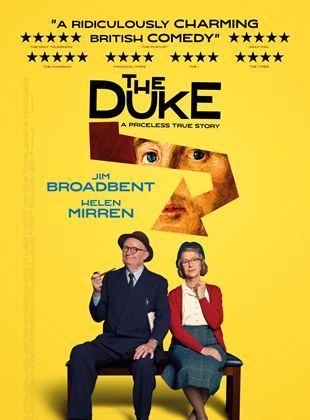 "A RIDICULOUSLY CHARMING
BRITISH COMEDY"
THE DAILY TELEGRAPH
THE PLAYLIST
DAILY MAIL
THE GUARDIAN
FINANCIAL TIMES
THE I
THE TIMES
THE
DUKE
A PRICELESS TRUE STORY
JIM
BROADBENT
HELEN
MIRREN